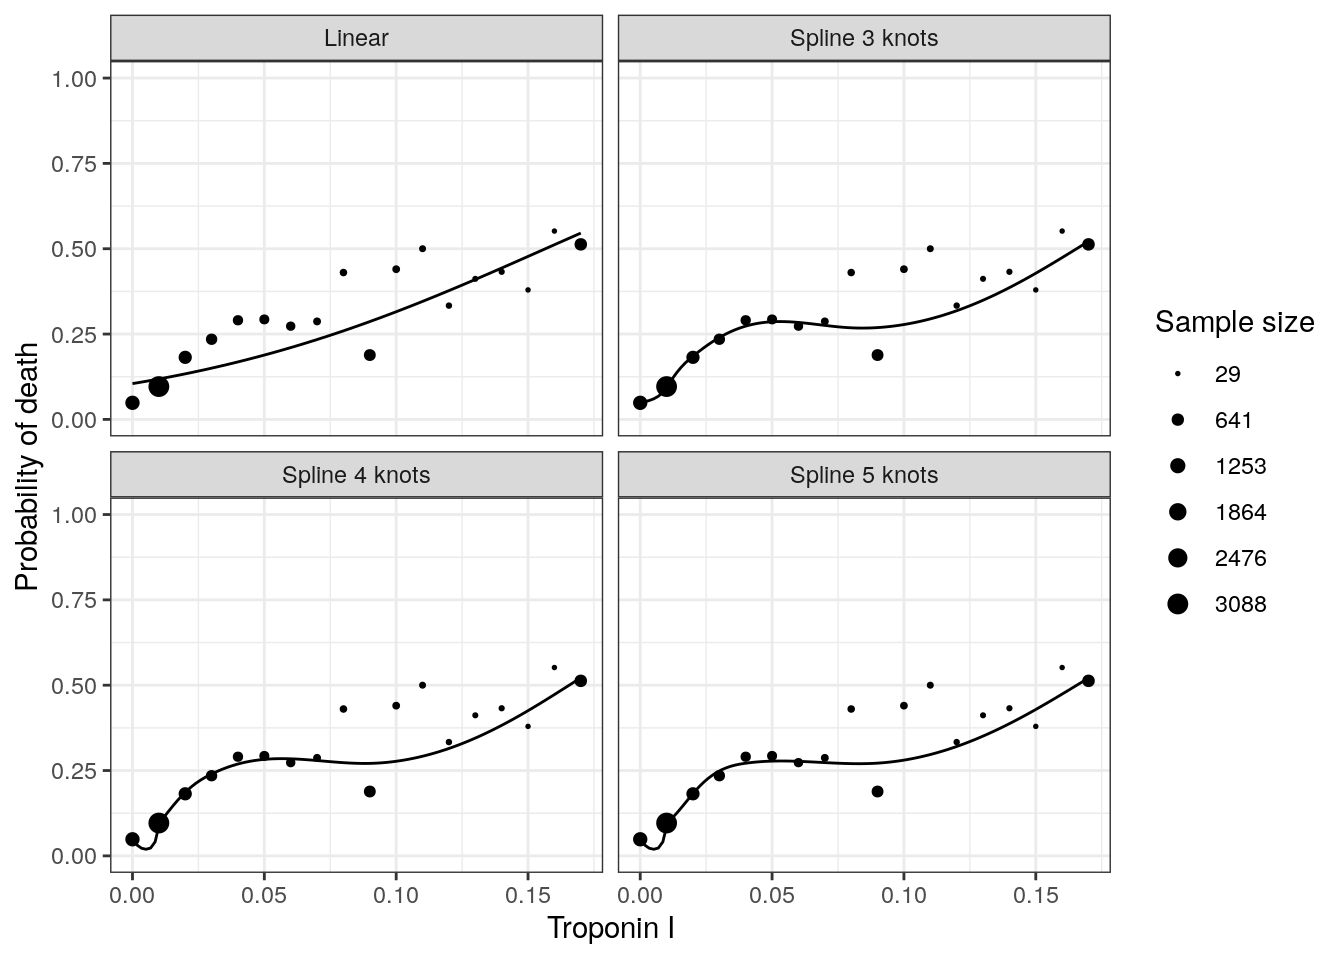 Linear
Spline 3 knots
1.00
0.75
0.50
0.25
0.00
Spline 4 knots
Spline 5 knots
1.00
0.75
0.50
0.25
0.00
0.00 0.05 0.10 0.15
0.00 0.05 0.10 0.15
Troponin I
Probability of death
Sample size
29
641
1253
1864
2476
3088